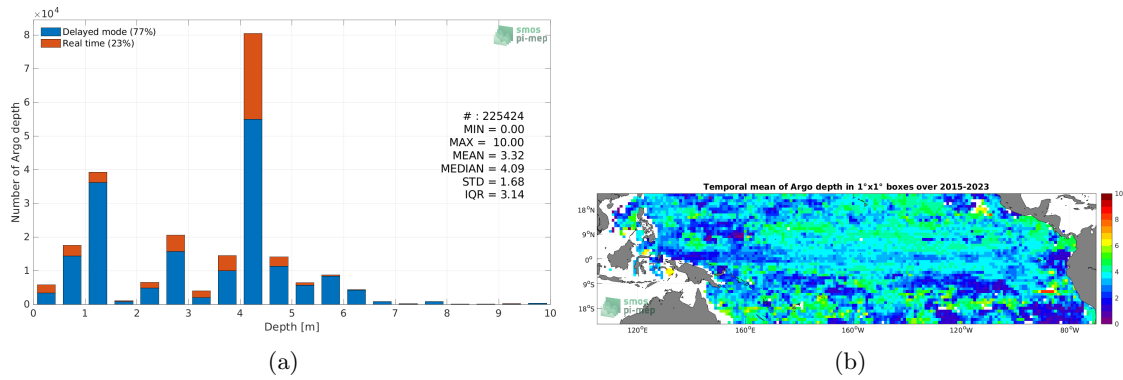 ×10⁴
Delayed mode (77%)
Real time (23%)
smos
pi-mep
Number of Argo depth
8
7
6
5
4
3
2
1
0
# : 225424
MIN = 0.00
MAX = 10.00
MEAN = 3.32
MEDIAN = 4.09
STD = 1.68
IQR = 3.14
0 1 2 3 4 5 6 7 8 9 10
Depth [m]
(a)
Temporal mean of Argo depth in 1°x1° boxes over 2015-2023
18°N
9°N
0°
9°S
18°S
smos
pi-mep
120°E 160°E 160°W 120°W 80°W
10
8
6
4
2
0
(b)